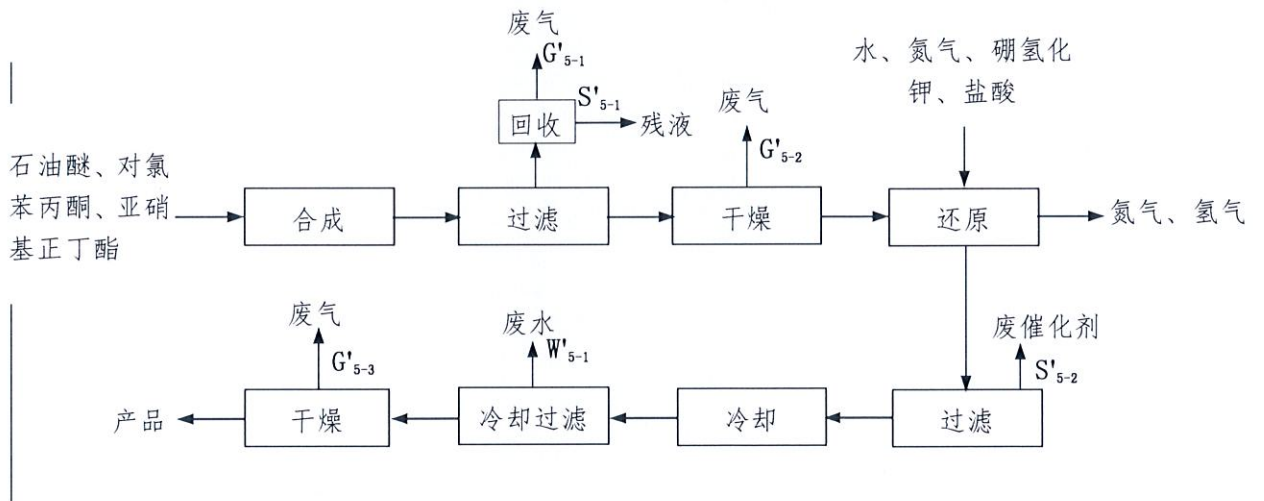 废气
G'5-1
水、氮气、硼氢化
钾、盐酸
S'5-1
废气
回收
残液
G'5-2
石油醚、对氯
苯丙酮、亚硝
基正丁酯
合成
过滤
干燥
还原
氮气、氢气
废气
废水
废催化剂
G'5-3
W'5-1
S'5-2
产品
干燥
冷却过滤
冷却
过滤